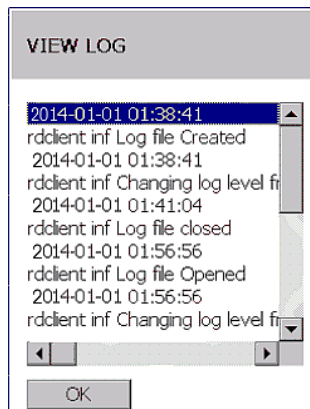 VIEW LOG
2014-01-01 01:38:41
rdclient inf Log file Created
2014-01-01 01:38:41
rdclient inf Changing log level fr
2014-01-01 01:41:04
rdclient inf Log file closed
2014-01-01 01:56:56
rdclient inf Log file Opened
2014-01-01 01:56:56
rdclient inf Changing log level fr
OK